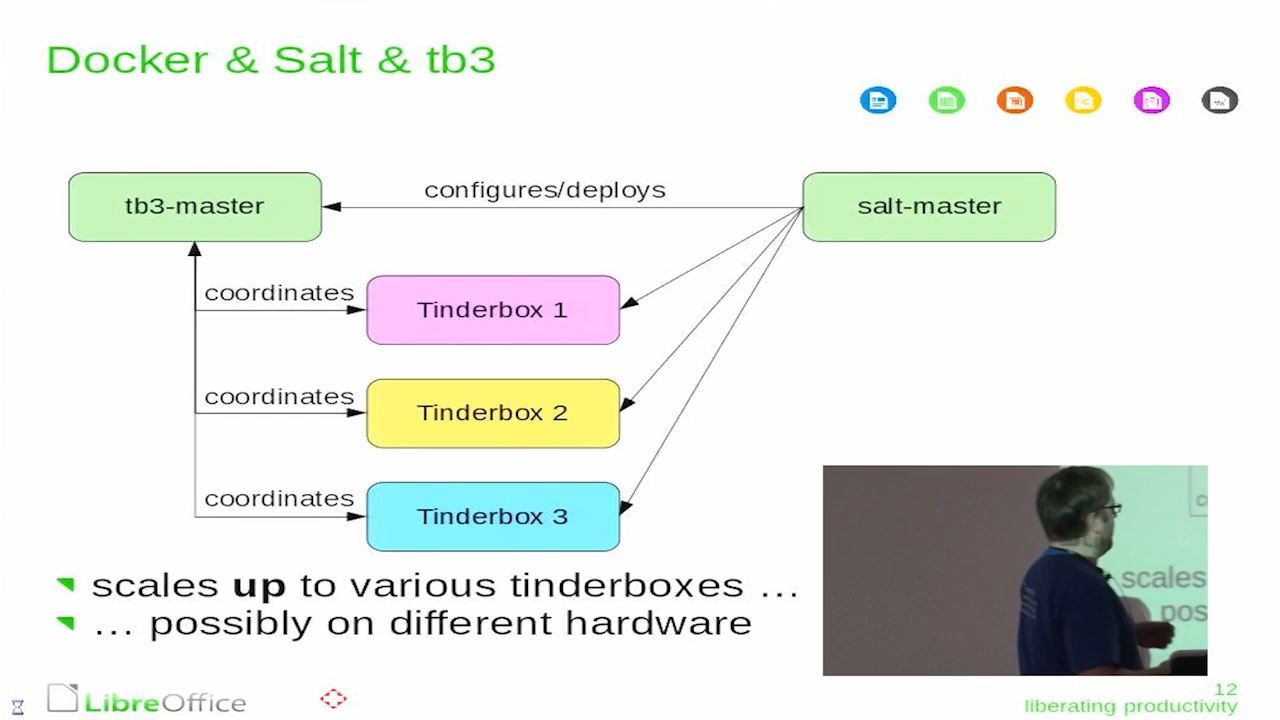 Docker & Salt & tb3
configures/deploys
tb3-master
salt-master
coordinates
Tinderbox 1
coordinates
Tinderbox 2
coordinates
Tinderbox 3
scales up to various tinderboxes …
… possibly on different hardware
scales
pos
LibreOffice
12
liberating productivity